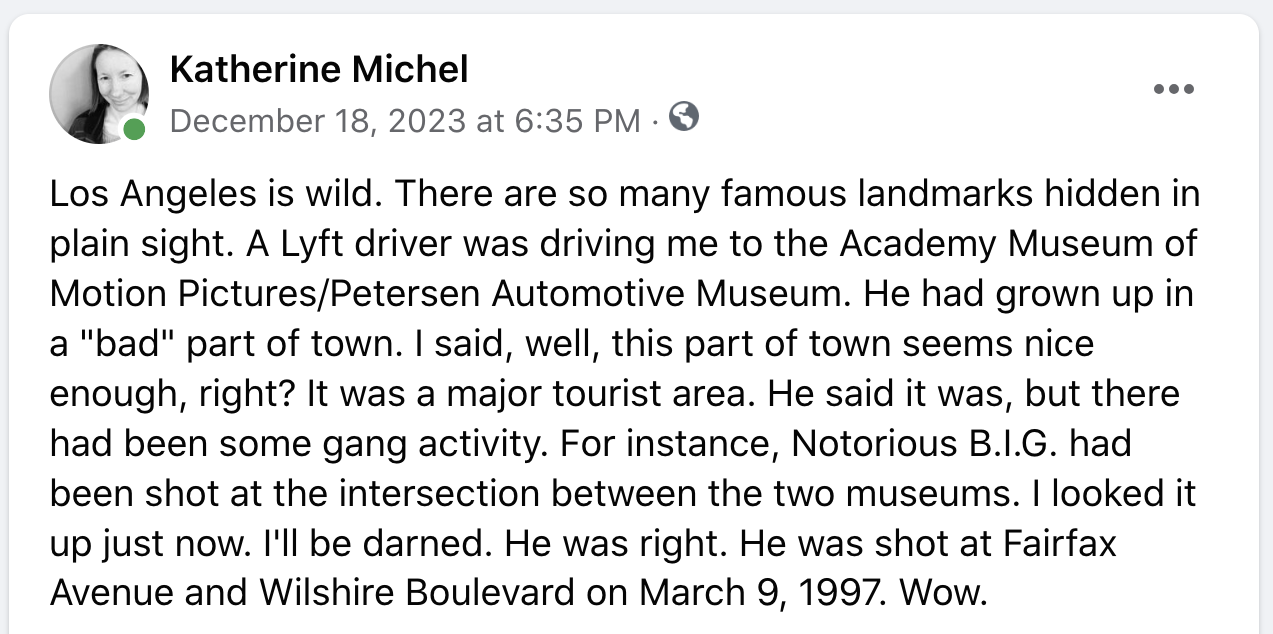 Katherine Michel
December 18, 2023 at 6:35 PM ·
Los Angeles is wild. There are so many famous landmarks hidden in
plain sight. A Lyft driver was driving me to the Academy Museum of
Motion Pictures/Petersen Automotive Museum. He had grown up in
a "bad" part of town. I said, well, this part of town seems nice
enough, right? It was a major tourist area. He said it was, but there
had been some gang activity. For instance, Notorious B.I.G. had
been shot at the intersection between the two museums. I looked it
up just now. I'll be darned. He was right. He was shot at Fairfax
Avenue and Wilshire Boulevard on March 9, 1997. Wow.